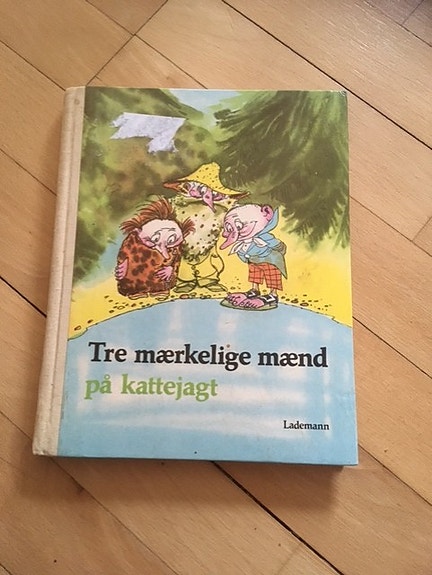 Tre mærkelige mænd
på kattejagt
Lademann